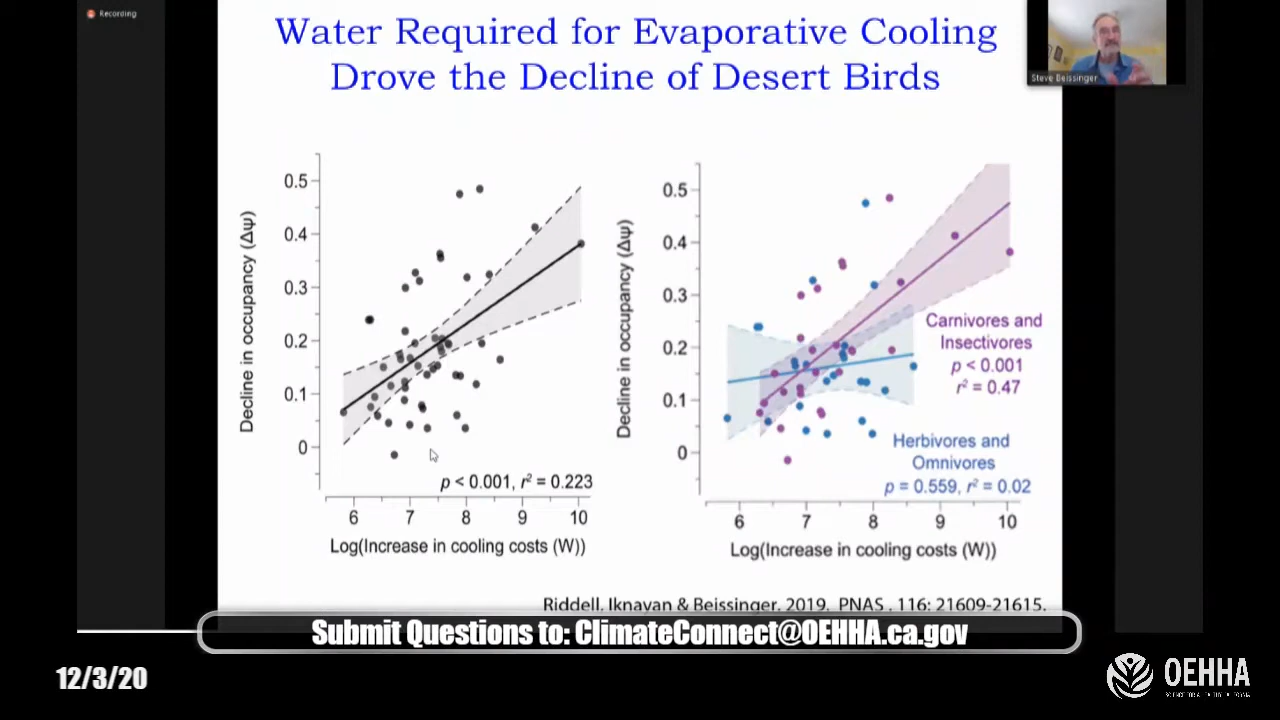 Recording
Water Required for Evaporative Cooling
Drove the Decline of Desert Birds
Steve Beissinger
Decline in occupancy (Δψ)
0.5
0.4
0.3
0.2
0.1
0
p < 0.001, r² = 0.223
6 7 8 9 10
Log(Increase in cooling costs (W))
Decline in occupancy (Δψ)
0.5
0.4
0.3
0.2
0.1
0
Carnivores and
Insectivores
p < 0.001
r² = 0.47
Herbivores and
Omnivores
p = 0.559, r² = 0.02
6 7 8 9 10
Log(Increase in cooling costs (W))
Riddell, Iknayan & Beissinger, 2019, PNAS , 116: 21609-21615.
Submit Questions to: ClimateConnect@OEHHA.ca.gov
12/3/20
OEHHA